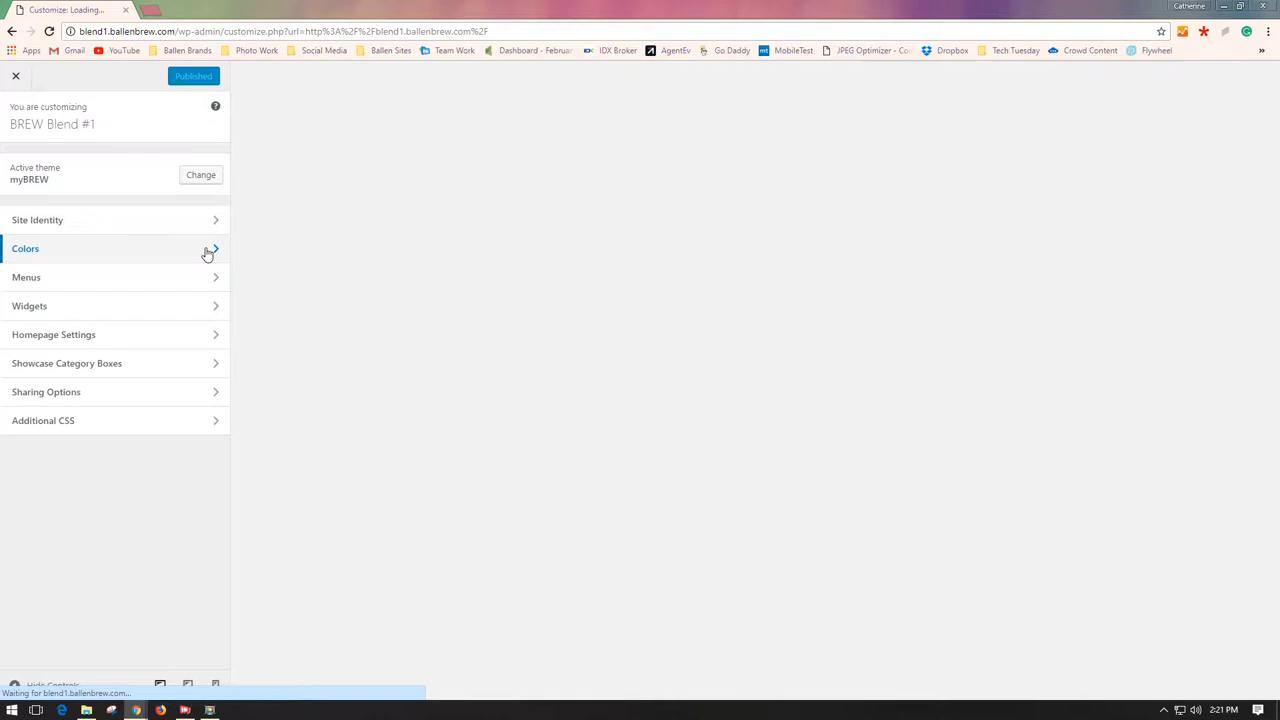 Customize: Loading...
Catherine
blend1.ballenbrew.com/wp-admin/customize.php?url=http%3A%2F%2Fblend1.ballenbrew.com%2F
Apps Gmail YouTube Ballen Brands Photo Work Social Media Ballen Sites Team Work Dashboard - Februar IDX Broker AgentEv Go Daddy MobileTest JPEG Optimizer - Co Dropbox Tech Tuesday Crowd Content Flywheel
Published
You are customizing
BREW Blend #1
Active theme
myBREW
Change
Site Identity
Colors
Menus
Widgets
Homepage Settings
Showcase Category Boxes
Sharing Options
Additional CSS
Hide Controls
Waiting for blend1.ballenbrew.com...
2:21 PM